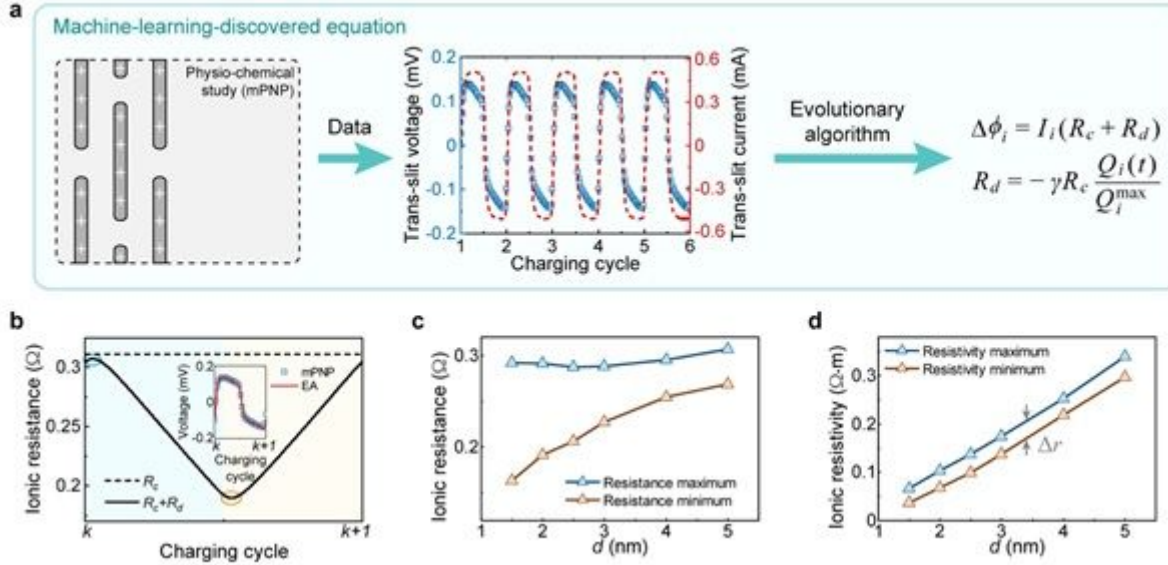 a
Machine-learning-discovered equation
Physio-chemical
study (mPNP)
+ + + + + + + + + + + +
Data
Trans-slit voltage (mV)
0.2
0.1
0
-0.1
-0.2
1 2 3 4 5 6
Charging cycle
0.6
0.3
0
-0.3
-0.6
Trans-slit current (mA)
Evolutionary
algorithm
Δϕᵢ = Iᵢ(R_c + R_d)
R_d = − γR_c Qᵢ(t) / Qᵢ^max
b
Ionic resistance (Ω)
0.3
0.25
0.2
R_c
R_c+R_d
k k+1
Charging cycle
Voltage (mV)
0.2
0
-0.2
mPNP
EA
k k+1
Charging
cycle
c
Ionic resistance (Ω)
0.3
0.2
Resistance maximum
Resistance minimum
1 2 3 4 5
d (nm)
d
Ionic resistivity (Ω·m)
0.3
0.2
0.1
0
Resistivity maximum
Resistivity minimum
Δr
1 2 3 4 5
d (nm)